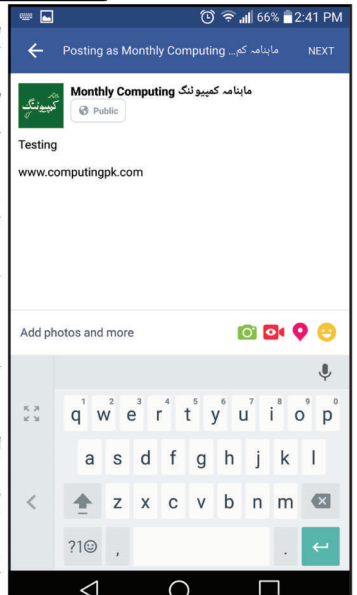 66% 2:41 PM
Posting as Monthly Computing ماہنامہ کم... NEXT
Monthly Computing ماہنامہ کمپیوٹنگ
کمپیوٹنگ
Public
Testing
www.computingpk.com
Add photos and more
1 2 3 4 5 6 7 8 9 0
q w e r t y u i o p
a s d f g h j k l
z x c v b n m
?1☺ , .